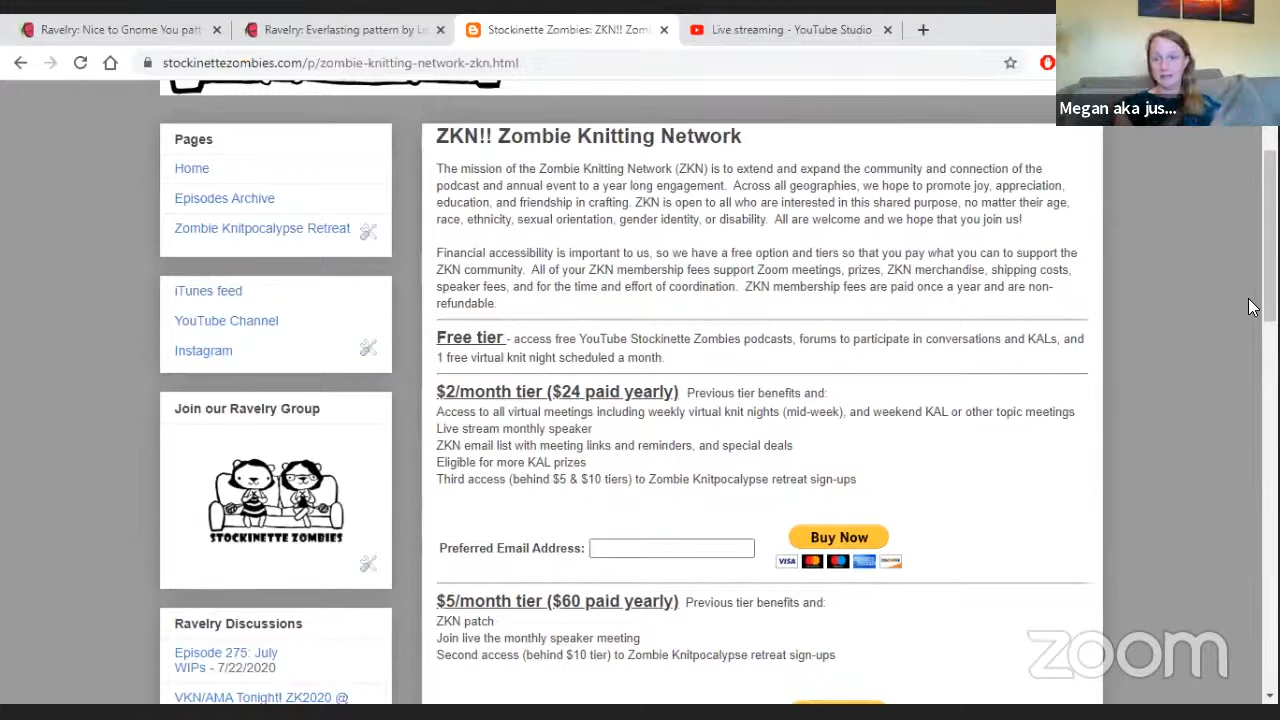 Ravelry: Nice to Gnome You patt
Ravelry: Everlasting pattern by
Stockinette Zombies: ZKN!! Zom
Live streaming - YouTube Studio
stockinettezombies.com/p/zombie-knitting-network-zkn.html
Megan aka jus...
Pages
Home
Episodes Archive
Zombie Knitpocalypse Retreat
iTunes feed
YouTube Channel
Instagram
Join our Ravelry Group
STOCKINETTE ZOMBIES
Ravelry Discussions
Episode 275: July
WIPs - 7/22/2020
VKN/AMA Tonight! ZK2020 @
ZKN!! Zombie Knitting Network
The mission of the Zombie Knitting Network (ZKN) is to extend and expand the community and connection of the
podcast and annual event to a year long engagement. Across all geographies, we hope to promote joy, appreciation,
education, and friendship in crafting. ZKN is open to all who are interested in this shared purpose, no matter their age,
race, ethnicity, sexual orientation, gender identity, or disability. All are welcome and we hope that you join us!
Financial accessibility is important to us, so we have a free option and tiers so that you pay what you can to support the
ZKN community. All of your ZKN membership fees support Zoom meetings, prizes, ZKN merchandise, shipping costs,
speaker fees, and for the time and effort of coordination. ZKN membership fees are paid once a year and are non-
refundable.
Free tier - access free YouTube Stockinette Zombies podcasts, forums to participate in conversations and KALs, and
1 free virtual knit night scheduled a month.
$2/month tier ($24 paid yearly) Previous tier benefits and:
Access to all virtual meetings including weekly virtual knit nights (mid-week), and weekend KAL or other topic meetings
Live stream monthly speaker
ZKN email list with meeting links and reminders, and special deals
Eligible for more KAL prizes
Third access (behind $5 & $10 tiers) to Zombie Knitpocalypse retreat sign-ups
Preferred Email Address:
Buy Now
VISA
$5/month tier ($60 paid yearly) Previous tier benefits and:
ZKN patch
Join live the monthly speaker meeting
Second access (behind $10 tier) to Zombie Knitpocalypse retreat sign-ups
zoom